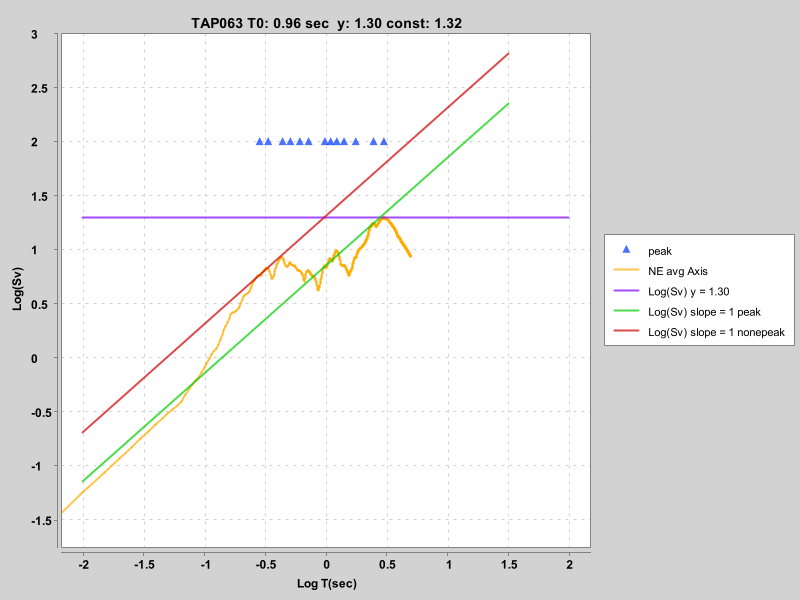 TAP063 T0: 0.96 sec y: 1.30 const: 1.32
3
2.5
2
1.5
1
0.5
0
-0.5
-1
-1.5
Log(Sv)
-2 -1.5 -1 -0.5 0 0.5 1 1.5 2
Log T(sec)
peak
NE avg Axis
Log(Sv) y = 1.30
Log(Sv) slope = 1 peak
Log(Sv) slope = 1 nonepeak